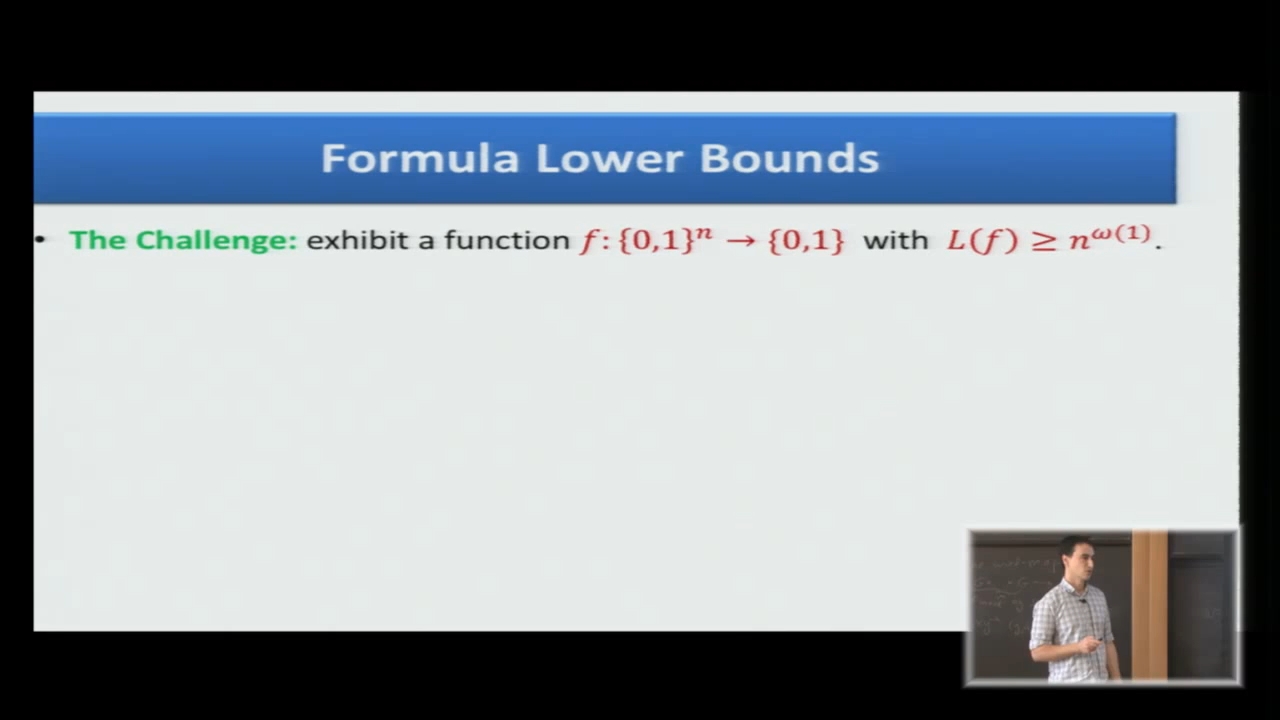 Formula Lower Bounds
• The Challenge: exhibit a function f: {0,1}ⁿ → {0,1} with L(f) ≥ n^ω(1).